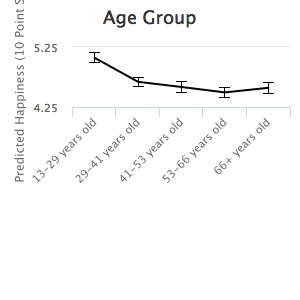 Age Group
Predicted Happiness (10 Point S
5.25
4.25
13–29 years old
29–41 years old
41–53 years old
53–66 years old
66+ years old